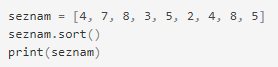 seznam = [4, 7, 8, 3, 5, 2, 4, 8, 5]
seznam.sort()
print(seznam)